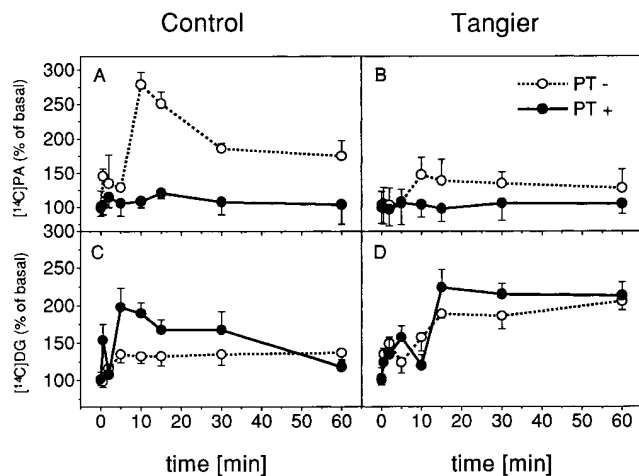 Control Tangier
[¹⁴C]PA (% of basal)
300
250
200
150
100
A
B
PT -
PT +
[¹⁴C]DG (% of basal)
300
250
200
150
100
C
D
0 10 20 30 40 50 60 0 10 20 30 40 50 60
time [min] time [min]